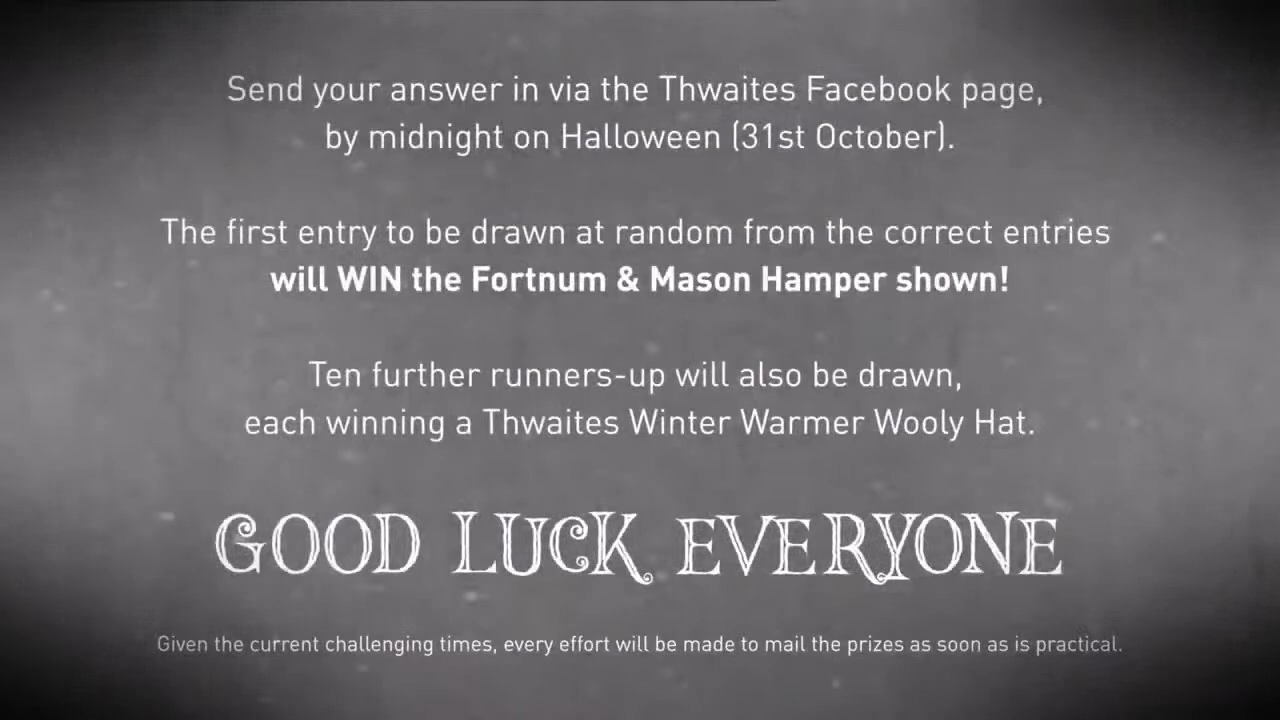 Send your answer in via the Thwaites Facebook page,
by midnight on Halloween (31st October).
The first entry to be drawn at random from the correct entries
will WIN the Fortnum & Mason Hamper shown!
Ten further runners-up will also be drawn,
each winning a Thwaites Winter Warmer Wooly Hat.
GOOD LUCK EVERYONE
Given the current challenging times, every effort will be made to mail the prizes as soon as is practical.